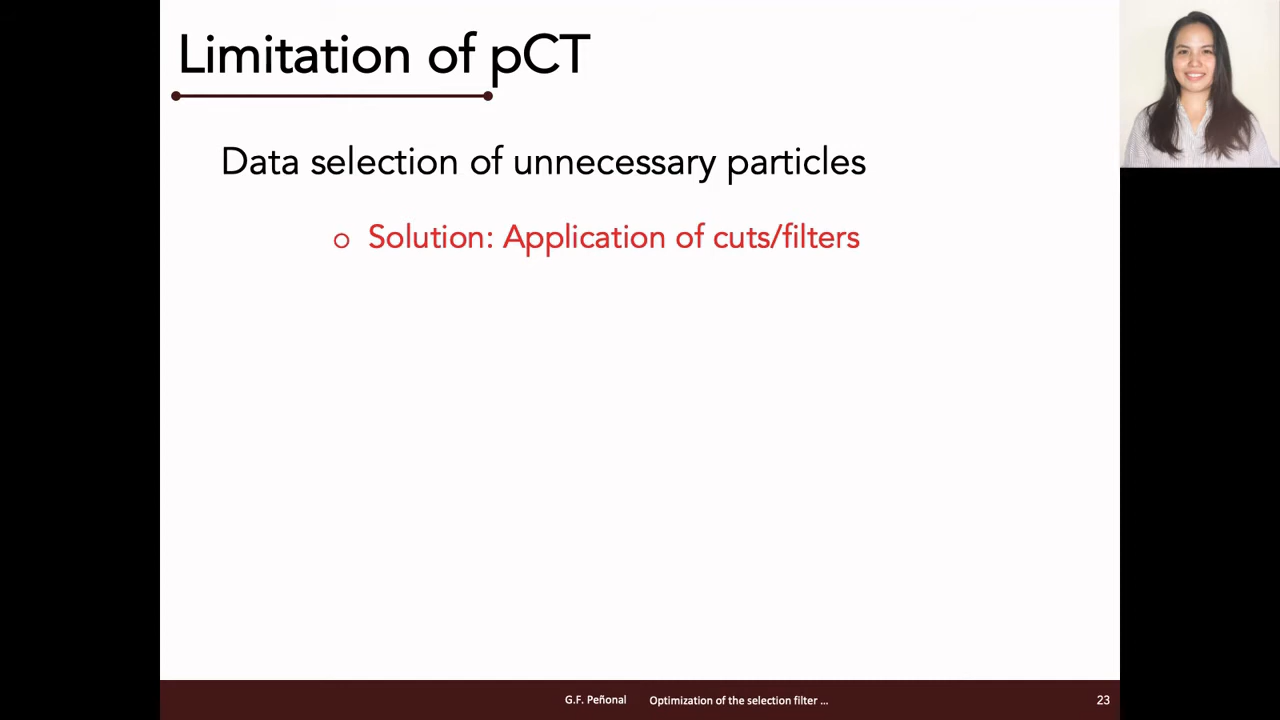 Limitation of pCT
Data selection of unnecessary particles
o Solution: Application of cuts/filters
G.F. Peñonal Optimization of the selection filter ... 23